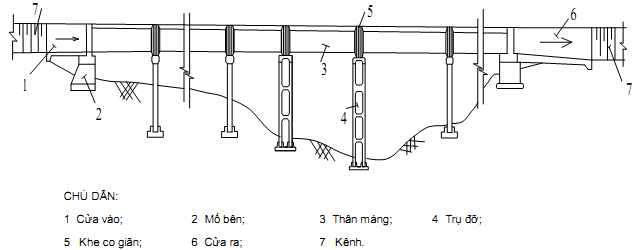 7
5
6
1
2
3
4
7
CHÚ DẪN:
1 Cửa vào; 2 Mố bên; 3 Thân máng; 4 Trụ đỡ;
5 Khe co giãn; 6 Cửa ra; 7 Kênh.